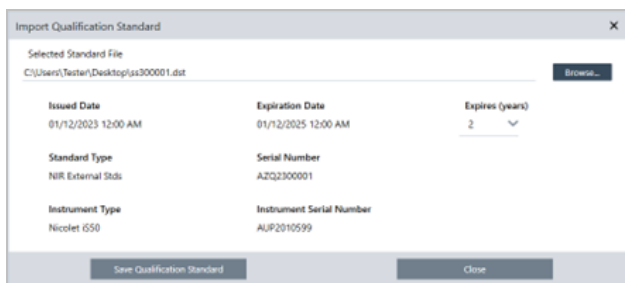 Import Qualification Standard
Selected Standard File
C:\Users\Tester\Desktop\ss300001.dst
Browse...
Issued Date Expiration Date Expires (years)
01/12/2023 12:00 AM 01/12/2025 12:00 AM 2
Standard Type Serial Number
NIR External Stds AZQ2300001
Instrument Type Instrument Serial Number
Nicolet iS50 AUP2010599
Save Qualification Standard Close